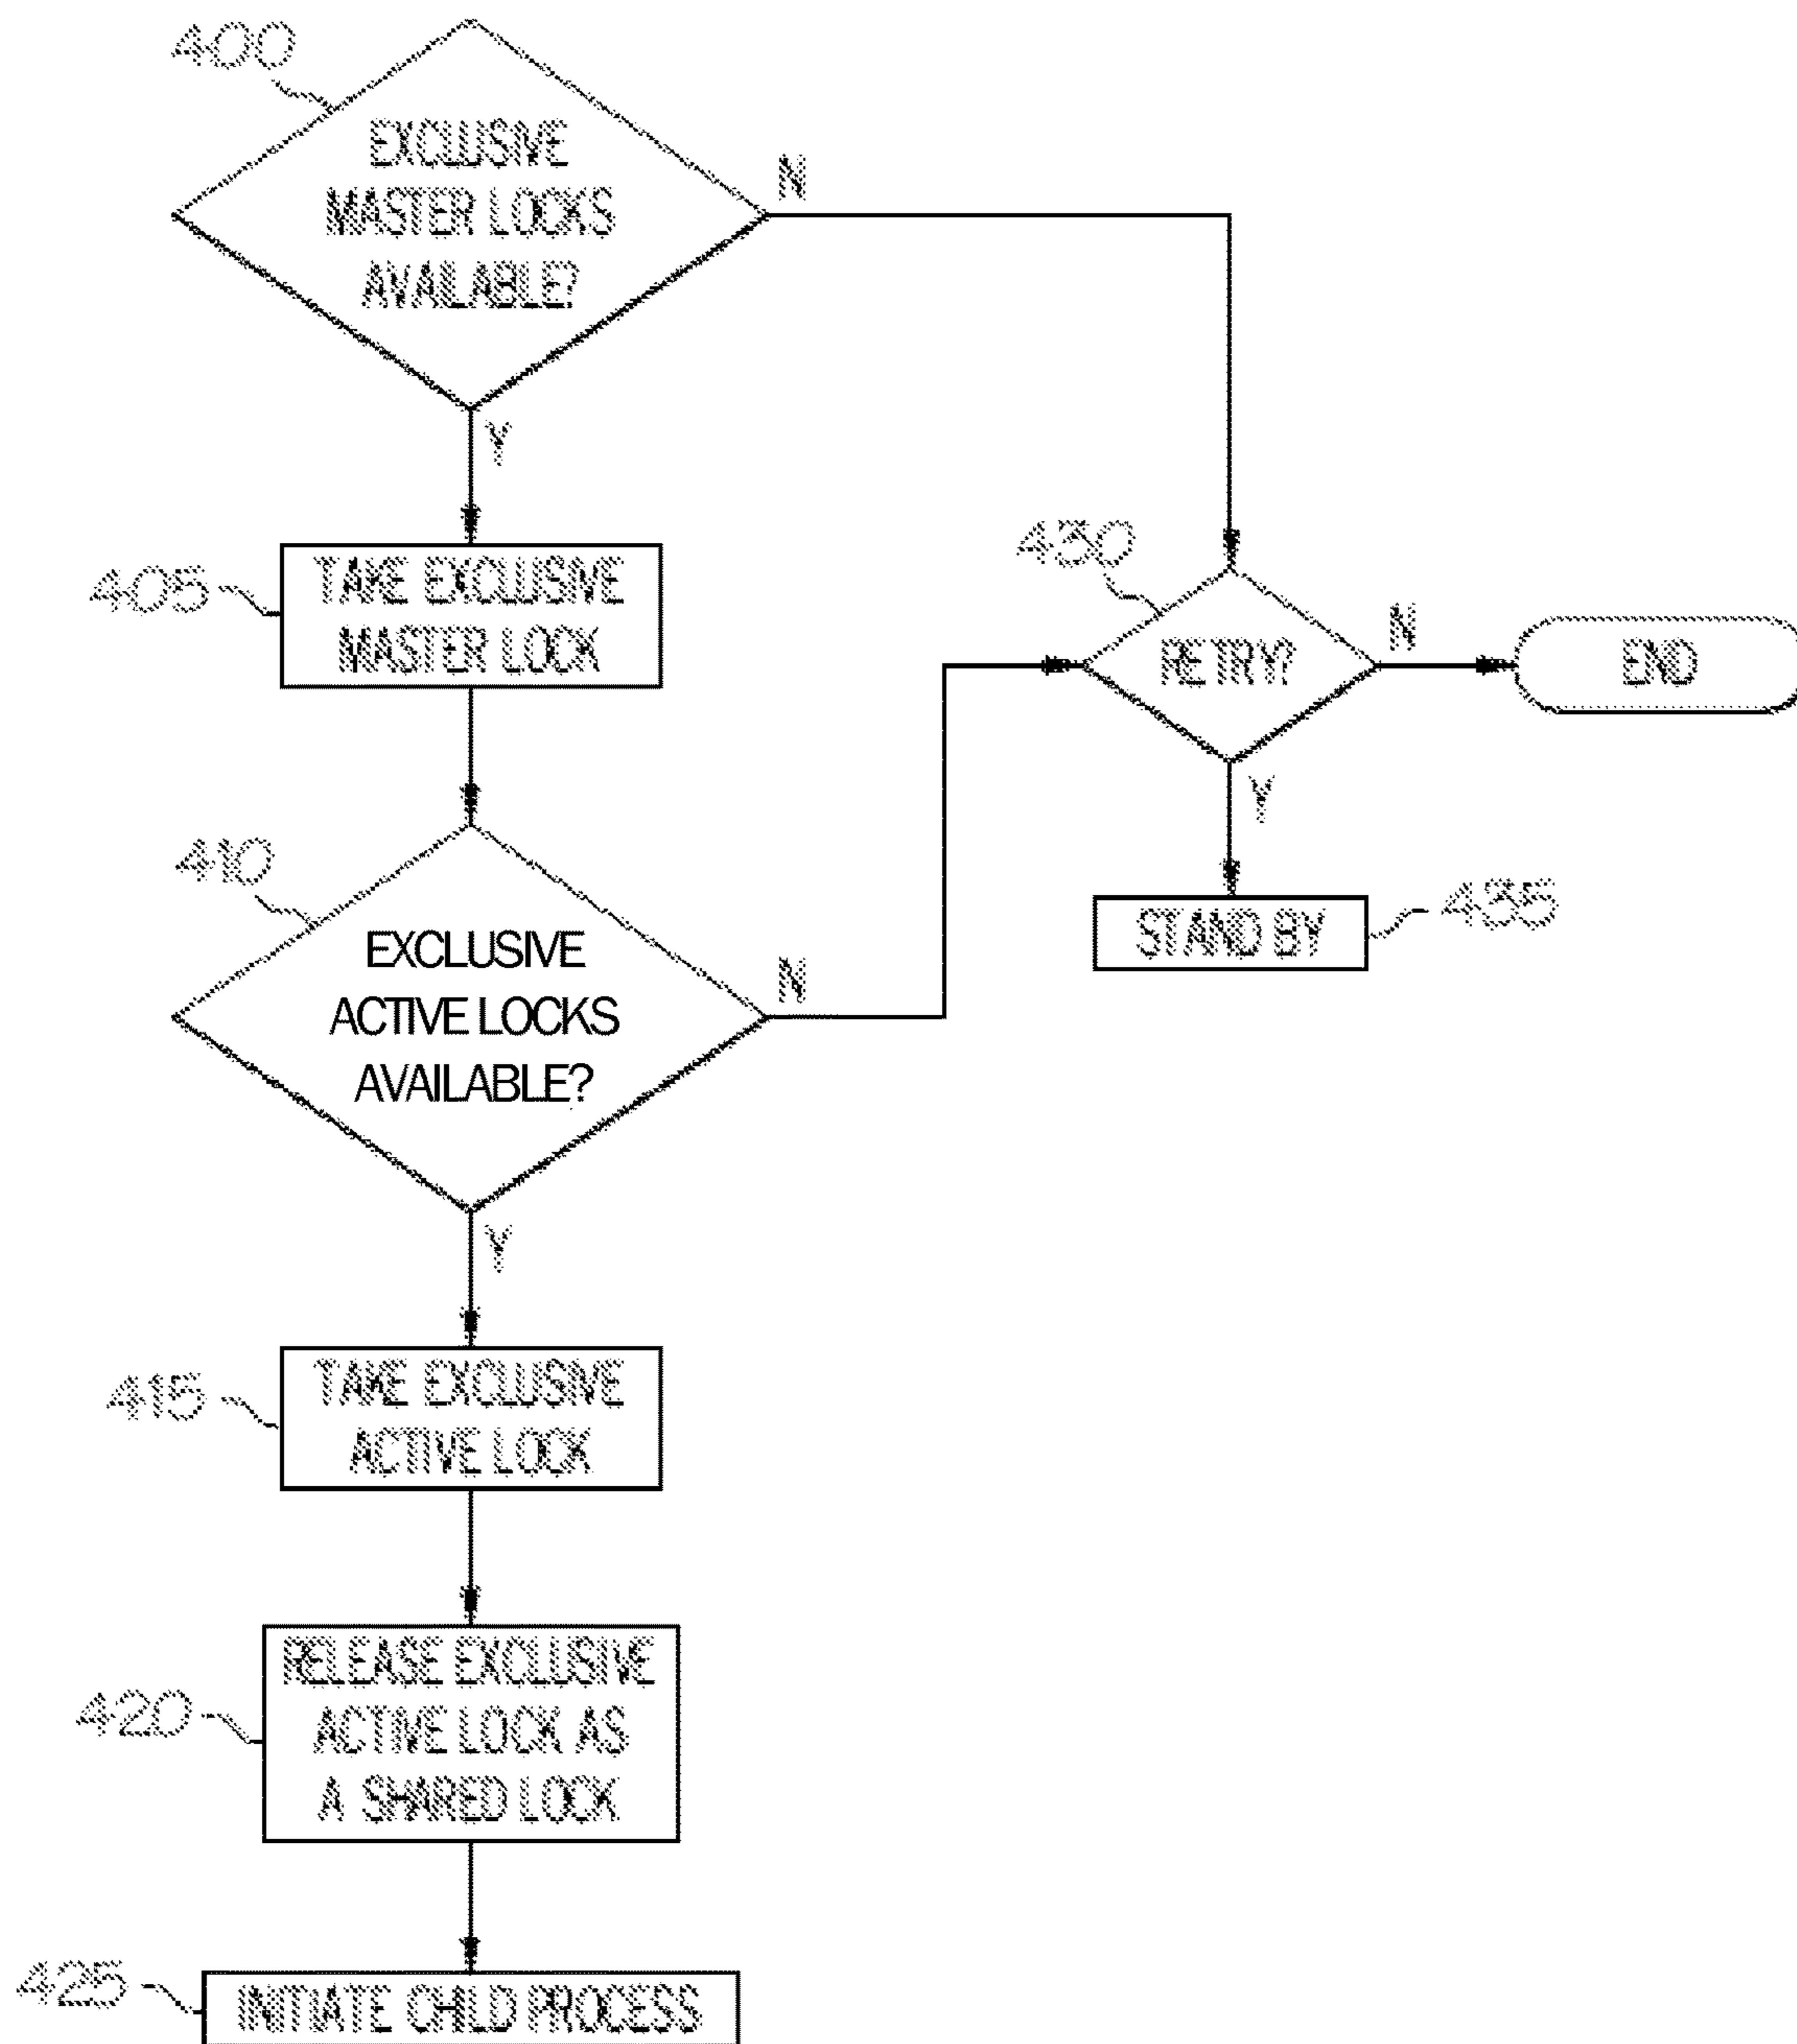 400
EXCLUSIVE
MASTER LOCKS
AVAILABLE?
N
Y
405
TAKE EXCLUSIVE
MASTER LOCK
430
RETRY?
N
END
Y
STAND BY
435
410
EXCLUSIVE
ACTIVE LOCKS
AVAILABLE?
N
Y
415
TAKE EXCLUSIVE
ACTIVE LOCK
420
RELEASE EXCLUSIVE
ACTIVE LOCK AS
A SHARED LOCK
425
INITIATE CHILD PROCESS